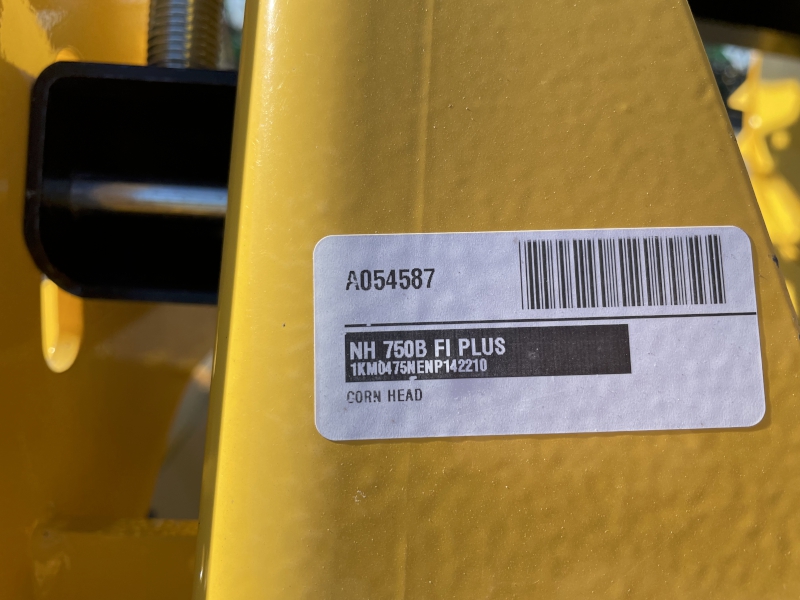 A054587
NH 750B FI PLUS
1KM0475NENP142210
CORN HEAD